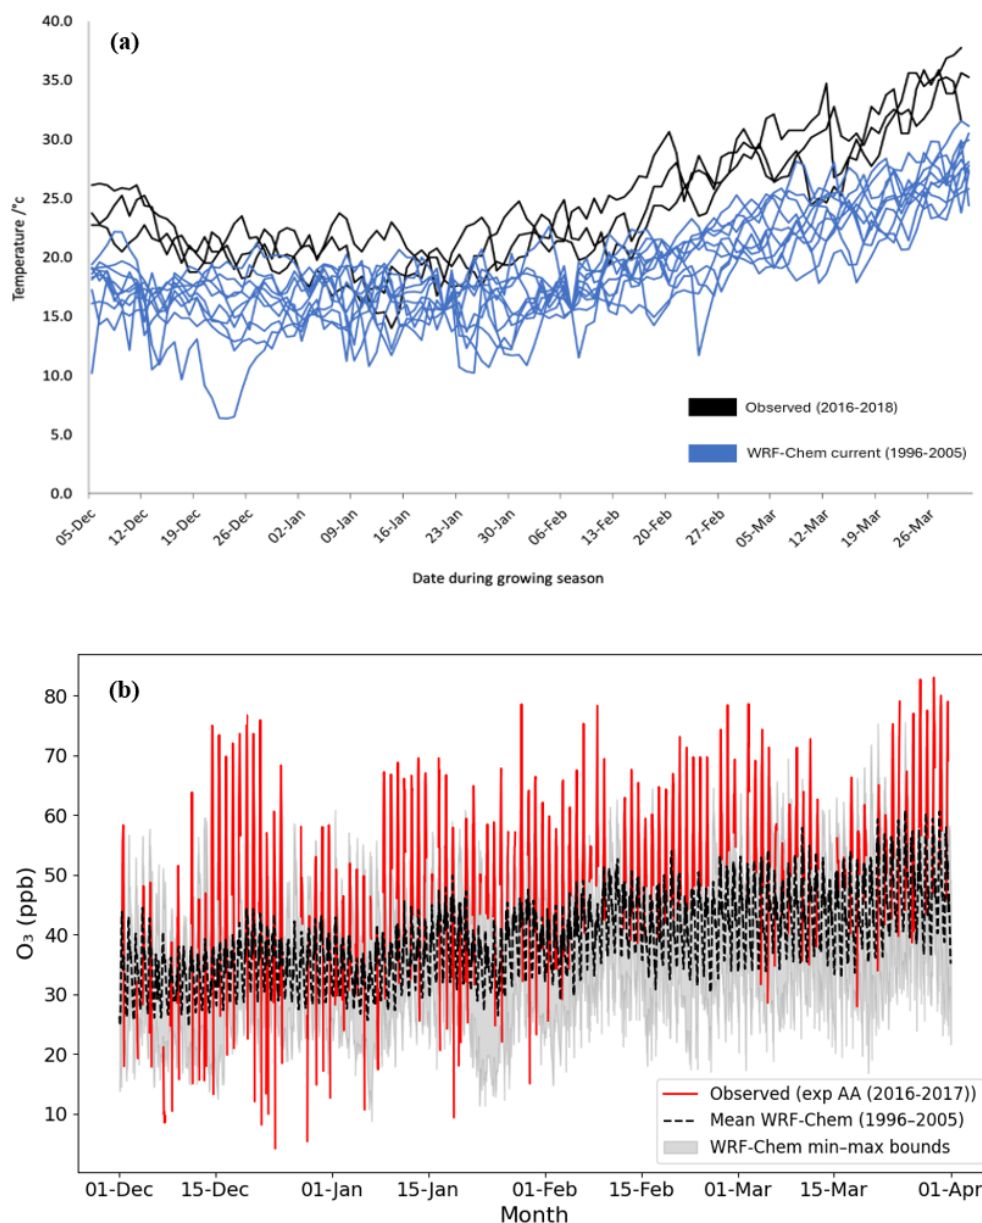 (a)
40.0
35.0
30.0
25.0
20.0
15.0
10.0
5.0
0.0
Temperature /°c
Observed (2016-2018)
WRF-Chem current (1996-2005)
05-Dec
12-Dec
19-Dec
26-Dec
02-Jan
09-Jan
16-Jan
23-Jan
30-Jan
06-Feb
13-Feb
20-Feb
27-Feb
05-Mar
12-Mar
19-Mar
26-Mar
Date during growing season
(b)
80
70
60
50
40
30
20
10
O₃ (ppb)
Observed (exp AA (2016-2017))
Mean WRF-Chem (1996–2005)
WRF-Chem min–max bounds
01-Dec
15-Dec
01-Jan
15-Jan
01-Feb
15-Feb
01-Mar
15-Mar
01-Apr
Month